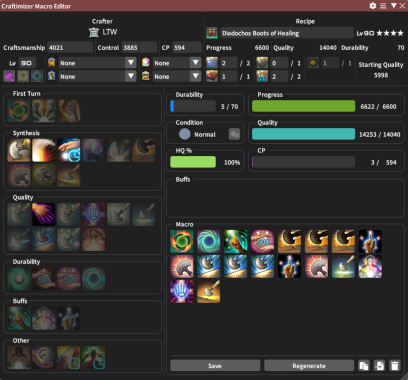 Craftimizer Macro Editor
Crafter
LTW
Craftsmanship 4021 Control 3885 CP 594
Lv 90 None None
None None
Recipe
Diadochos Boots of Healing Lv 90 ★★★★
Progress 6600 Quality 14040 Durability 70
2 / 2 0 / 1 1 / 1 Starting Quality
1 / 1 2 / 2 5998
First Turn
Synthesis
Quality
Durability
Buffs
Other
Durability Progress
5 / 70 6622 / 6600
Condition Quality
Normal 14253 / 14040
HQ % CP
100% 3 / 594
Buffs
Macro
Save Regenerate